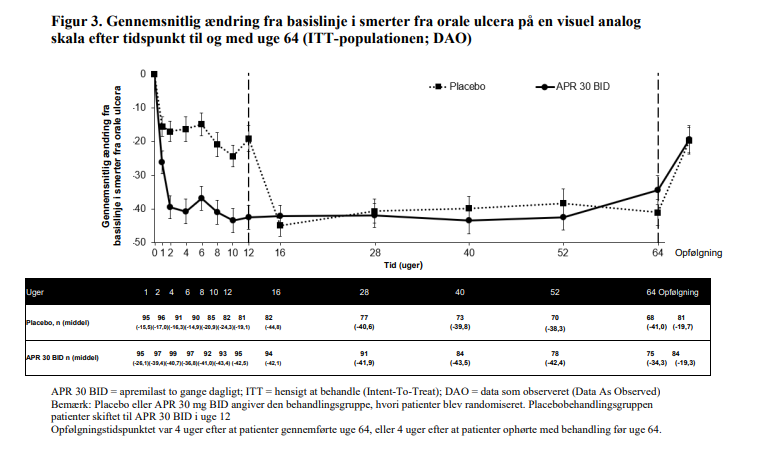 Figur 3. Gennemsnitlig ændring fra basislinje i smerter fra orale ulcera på en visuel analog
skala efter tidspunkt til og med uge 64 (ITT-populationen; DAO)
Gennemsnitlig ændring fra
basislinje i smerter fra orale ulcera
Placebo
APR 30 BID
0
-10
-20
-30
-40
-50
0 1 2 4 6 8 10 12 16 28 40 52 64 Opfølgning
Tid (uger)
Uger 1 2 4 6 8 10 12 16 28 40 52 64 Opfølgning
Placebo, n (middel) 95 96 91 90 85 82 81 82 77 73 70 68 81
(-15,5)(-17,0)(-16,3)(-14,9)(-20,9)(-24,3)(-19,1) (-44,8) (-40,6) (-39,8) (-38,3) (-41,0) (-19,7)
APR 30 BID n (middel) 95 97 99 97 92 93 95 94 91 84 78 75 84
(-26,1)(-39,4)(-40,7)(-36,8)(-41,0)(-43,4) (-42,5) (-42,1) (-41,9) (-43,5) (-42,4) (-34,3) (-19,3)
APR 30 BID = apremilast to gange dagligt; ITT = hensigt at behandle (Intent-To-Treat); DAO = data som observeret (Data As Observed)
Bemærk: Placebo eller APR 30 mg BID angiver den behandlingsgruppe, hvori patienter blev randomiseret. Placebobehandlingsgruppen
patienter skiftet til APR 30 BID i uge 12
Opfølgningstidspunktet var 4 uger efter at patienter gennemførte uge 64, eller 4 uger efter at patienter ophørte med behandling før uge 64.